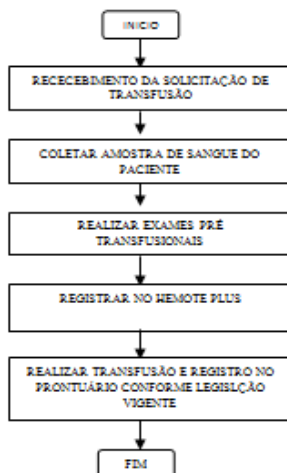 INICIO
RECECEBIMENTO DA SOLICITAÇÃO DE
TRANSFUSÃO
COLETAR AMOSTRA DE SANGUE DO
PACIENTE
REALIZAR EXAMES PRÉ
TRANSFUSIONAIS
REGISTRAR NO HEMOTE PLUS
REALIZAR TRANSFUSÃO E REGISTRO NO
PRONTUÁRIO CONFORME LEGISLÇÃO
VIGENTE
FIM